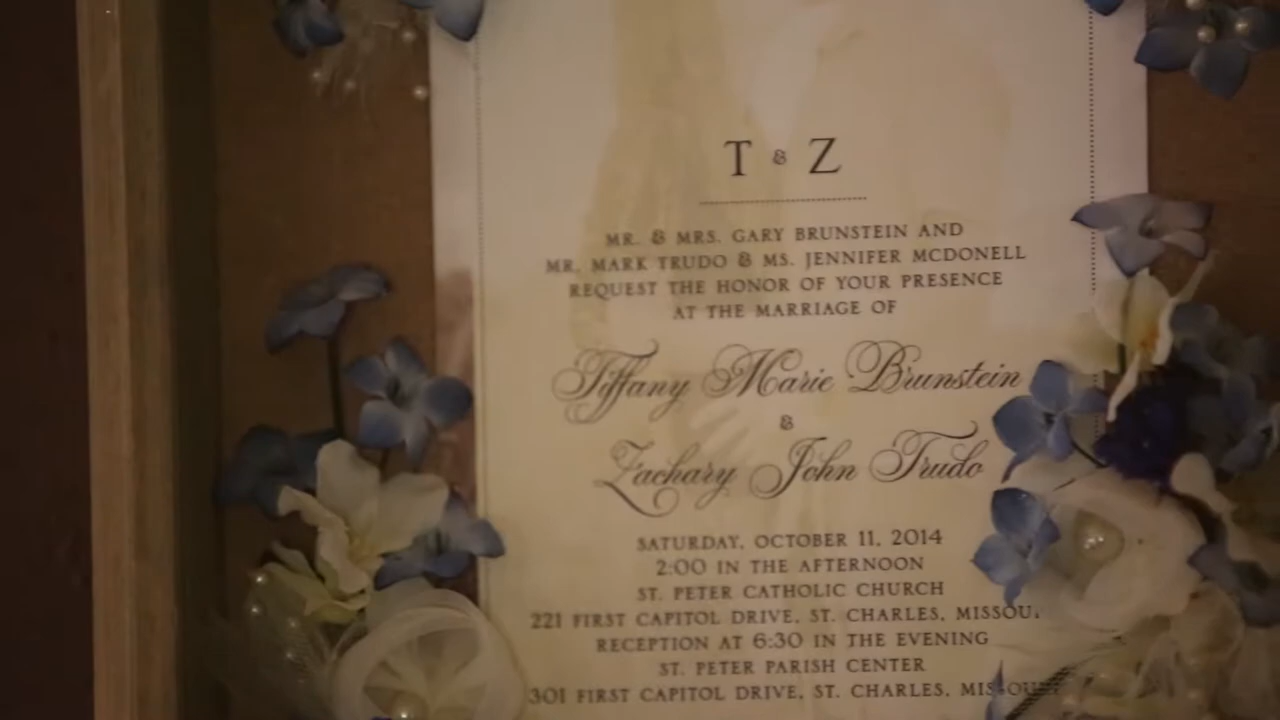 T & Z
MR. & MRS. GARY BRUNSTEIN AND
MR. MARK TRUDO & MS. JENNIFER MCDONELL
REQUEST THE HONOR OF YOUR PRESENCE
AT THE MARRIAGE OF
Tiffany Marie Brunstein
&
Zachary John Trudo
SATURDAY, OCTOBER 11, 2014
2:00 IN THE AFTERNOON
ST. PETER CATHOLIC CHURCH
221 FIRST CAPITOL DRIVE, ST. CHARLES, MISSOU
RECEPTION AT 6:30 IN THE EVENING
ST. PETER PARISH CENTER
301 FIRST CAPITOL DRIVE, ST. CHARLES, MISSOU